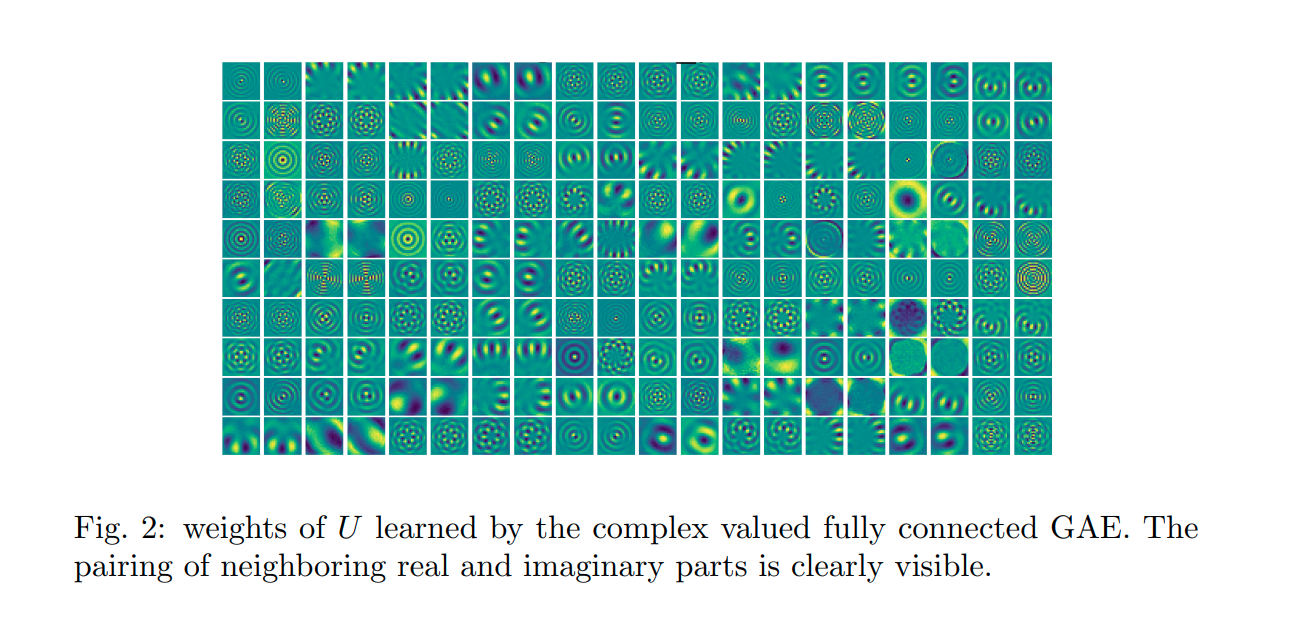 Fig. 2: weights of U learned by the complex valued fully connected GAE. The
pairing of neighboring real and imaginary parts is clearly visible.